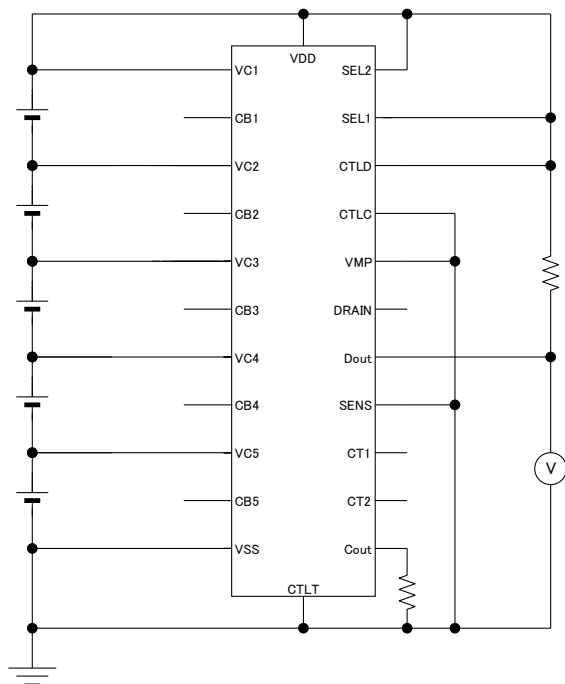 VDD
VC1
SEL2
CB1
SEL1
VC2
CTLD
CB2
CTLC
VC3
VMP
CB3
DRAIN
VC4
Dout
CB4
SENS
VC5
CT1
V
CB5
CT2
VSS
Cout
CTLT